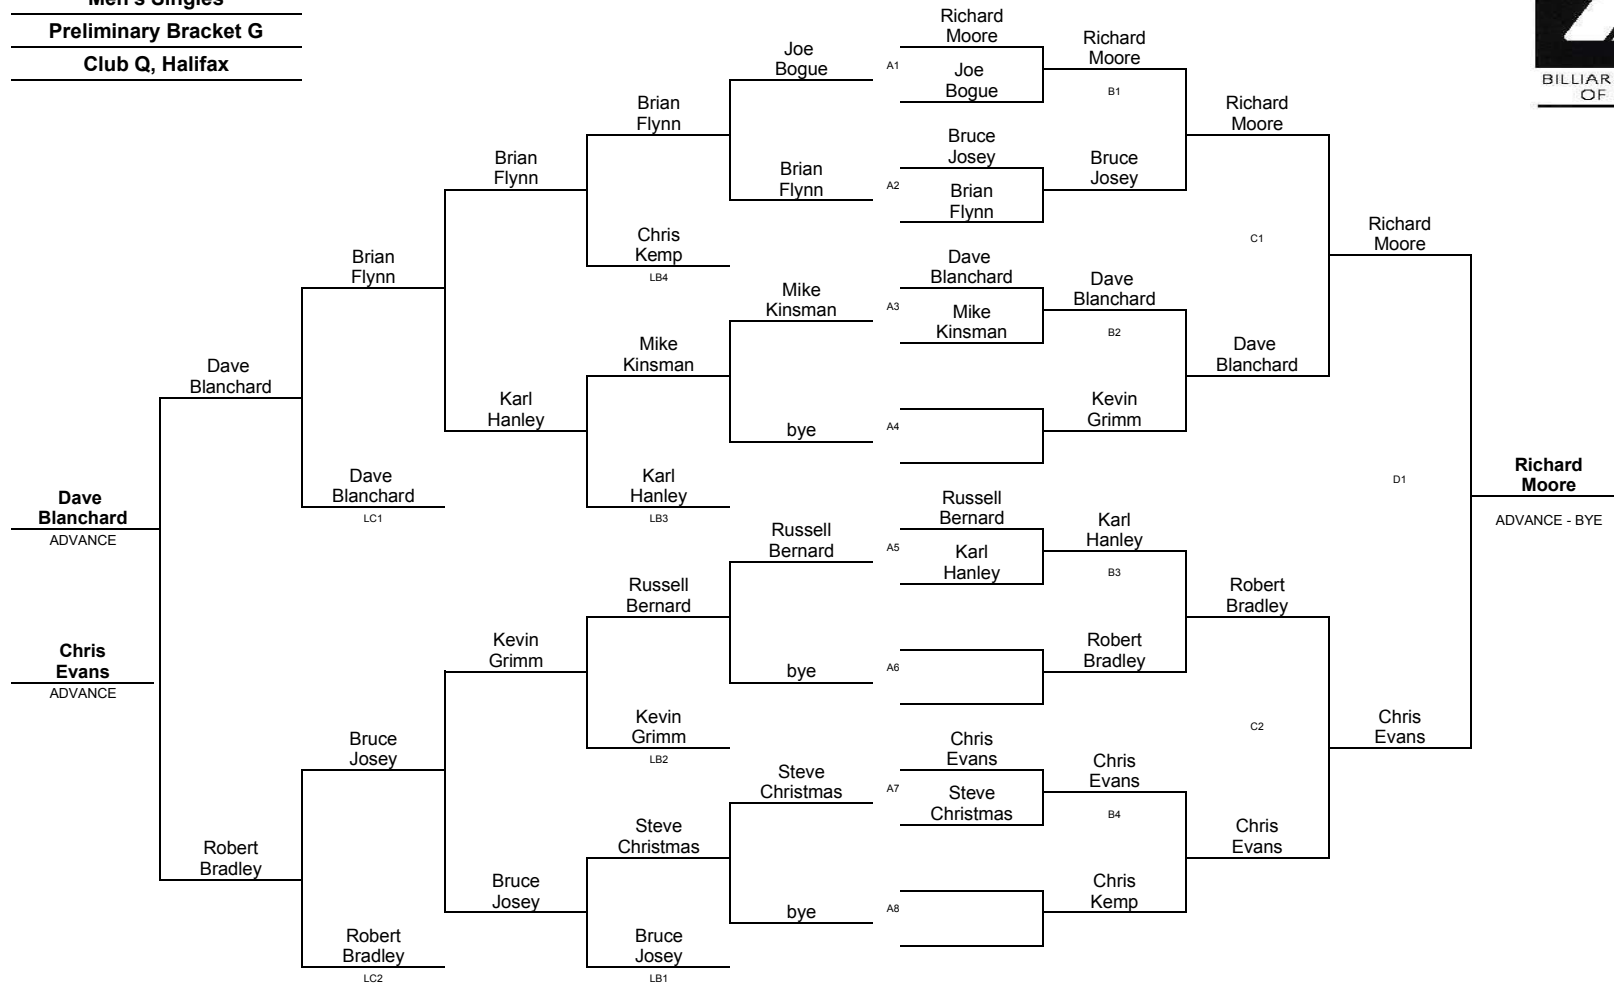 Men's Singles
Preliminary Bracket G
Club Q, Halifax
BILLIAR
OF
Richard
Moore
A1
Joe
Bogue
Joe
Bogue
Richard
Moore
B1
Brian
Flynn
Richard
Moore
Bruce
Josey
A2
Brian
Flynn
Brian
Flynn
Brian
Flynn
Bruce
Josey
Chris
Kemp
LB4
C1
Richard
Moore
Brian
Flynn
Dave
Blanchard
A3
Mike
Kinsman
Mike
Kinsman
Dave
Blanchard
B2
Mike
Kinsman
Dave
Blanchard
Dave
Blanchard
Karl
Hanley
bye
A4
Kevin
Grimm
Dave
Blanchard
LC1
Karl
Hanley
LB3
D1
Richard
Moore
ADVANCE - BYE
Dave
Blanchard
ADVANCE
Russell
Bernard
A5
Russell
Bernard
Karl
Hanley
Karl
Hanley
B3
Russell
Bernard
Robert
Bradley
Kevin
Grimm
bye
A6
Robert
Bradley
Chris
Evans
ADVANCE
Kevin
Grimm
LB2
C2
Chris
Evans
Bruce
Josey
Chris
Evans
A7
Steve
Christmas
Steve
Christmas
Chris
Evans
B4
Steve
Christmas
Chris
Evans
Robert
Bradley
Bruce
Josey
bye
A8
Chris
Kemp
Robert
Bradley
LC2
Bruce
Josey
LB1